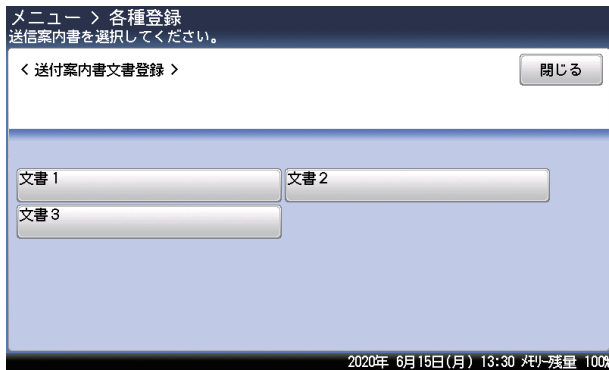 メニュー > 各種登録
送信案内書を選択してください。
< 送付案内書文書登録 >
閉じる
文書1
文書2
文書3
2020年 6月15日(月) 13:30 ﾒﾓﾘｰ残量 100%